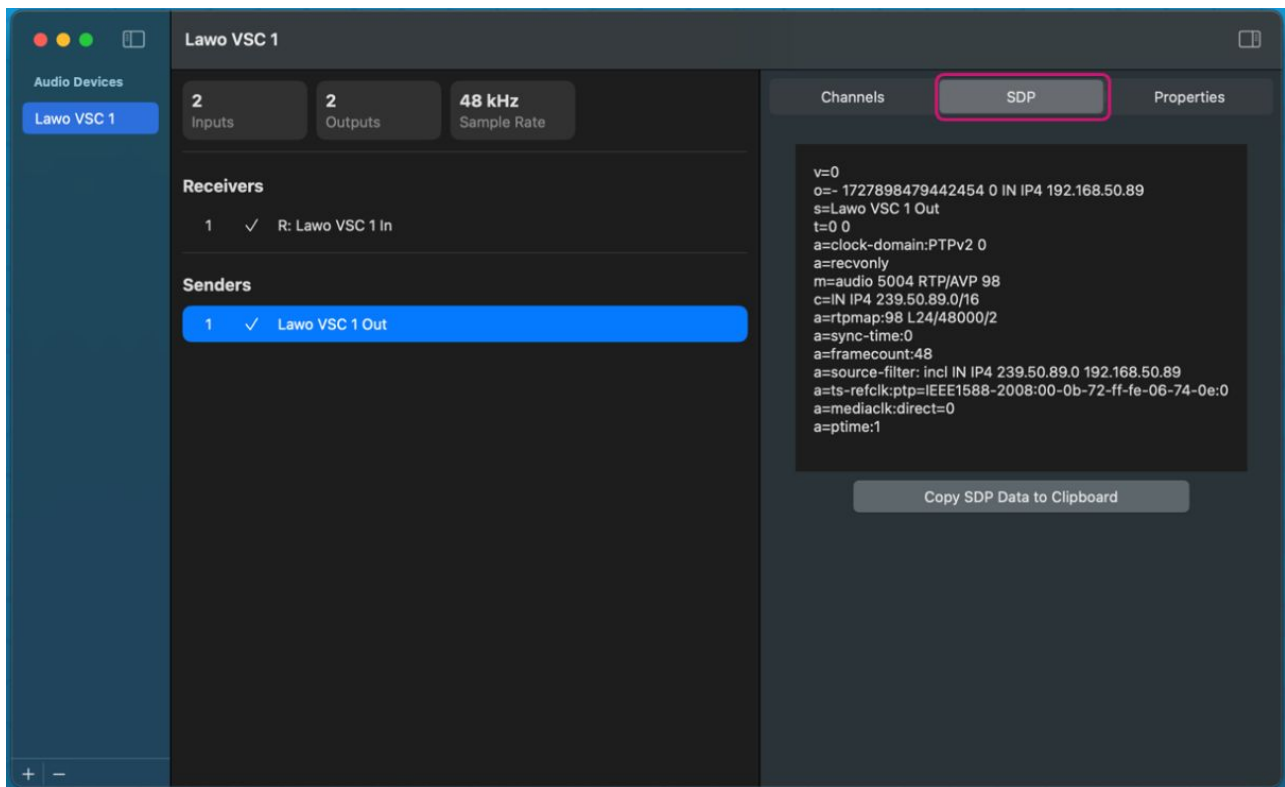 Lawo VSC 1
Audio Devices
Lawo VSC 1
2
Inputs
2
Outputs
48 kHz
Sample Rate
Receivers
1 ✓ R: Lawo VSC 1 In
Senders
1 ✓ Lawo VSC 1 Out
Channels
SDP
Properties
v=0
o=- 1727898479442454 0 IN IP4 192.168.50.89
s=Lawo VSC 1 Out
t=0 0
a=clock-domain:PTPv2 0
a=recvonly
m=audio 5004 RTP/AVP 98
c=IN IP4 239.50.89.0/16
a=rtpmap:98 L24/48000/2
a=sync-time:0
a=framecount:48
a=source-filter: incl IN IP4 239.50.89.0 192.168.50.89
a=ts-refclk:ptp=IEEE1588-2008:00-0b-72-ff-fe-06-74-0e:0
a=mediaclk:direct=0
a=ptime:1
Copy SDP Data to Clipboard